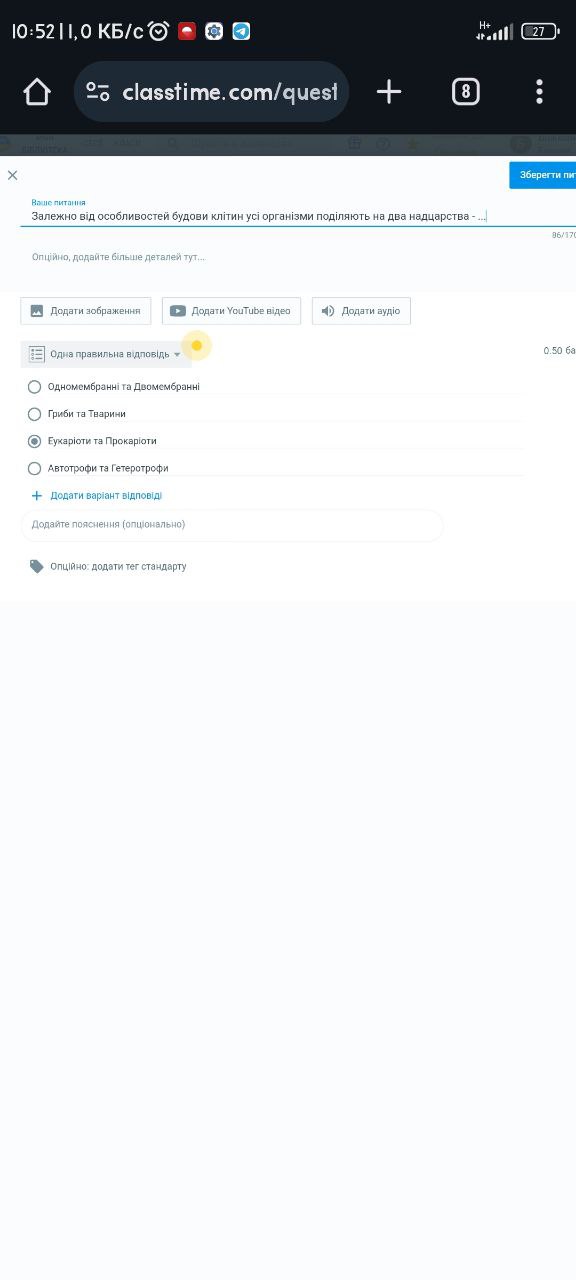 10:52 | 1,0 КБ/с
H+
27
classtime.com/quest
8
Зберегти пи
Ваше питання
Залежно від особливостей будови клітин усі організми поділяють на два надцарства - ...
86/170
Опційно, додайте більше деталей тут...
Додати зображення
Додати YouTube відео
Додати аудіо
Одна правильна відповідь
0.50 ба
Одномембранні та Двомембранні
Гриби та Тварини
Еукаріоти та Прокаріоти
Автотрофи та Гетеротрофи
Додати варіант відповіді
Додайте пояснення (опціонально)
Опційно: додати тег стандарту